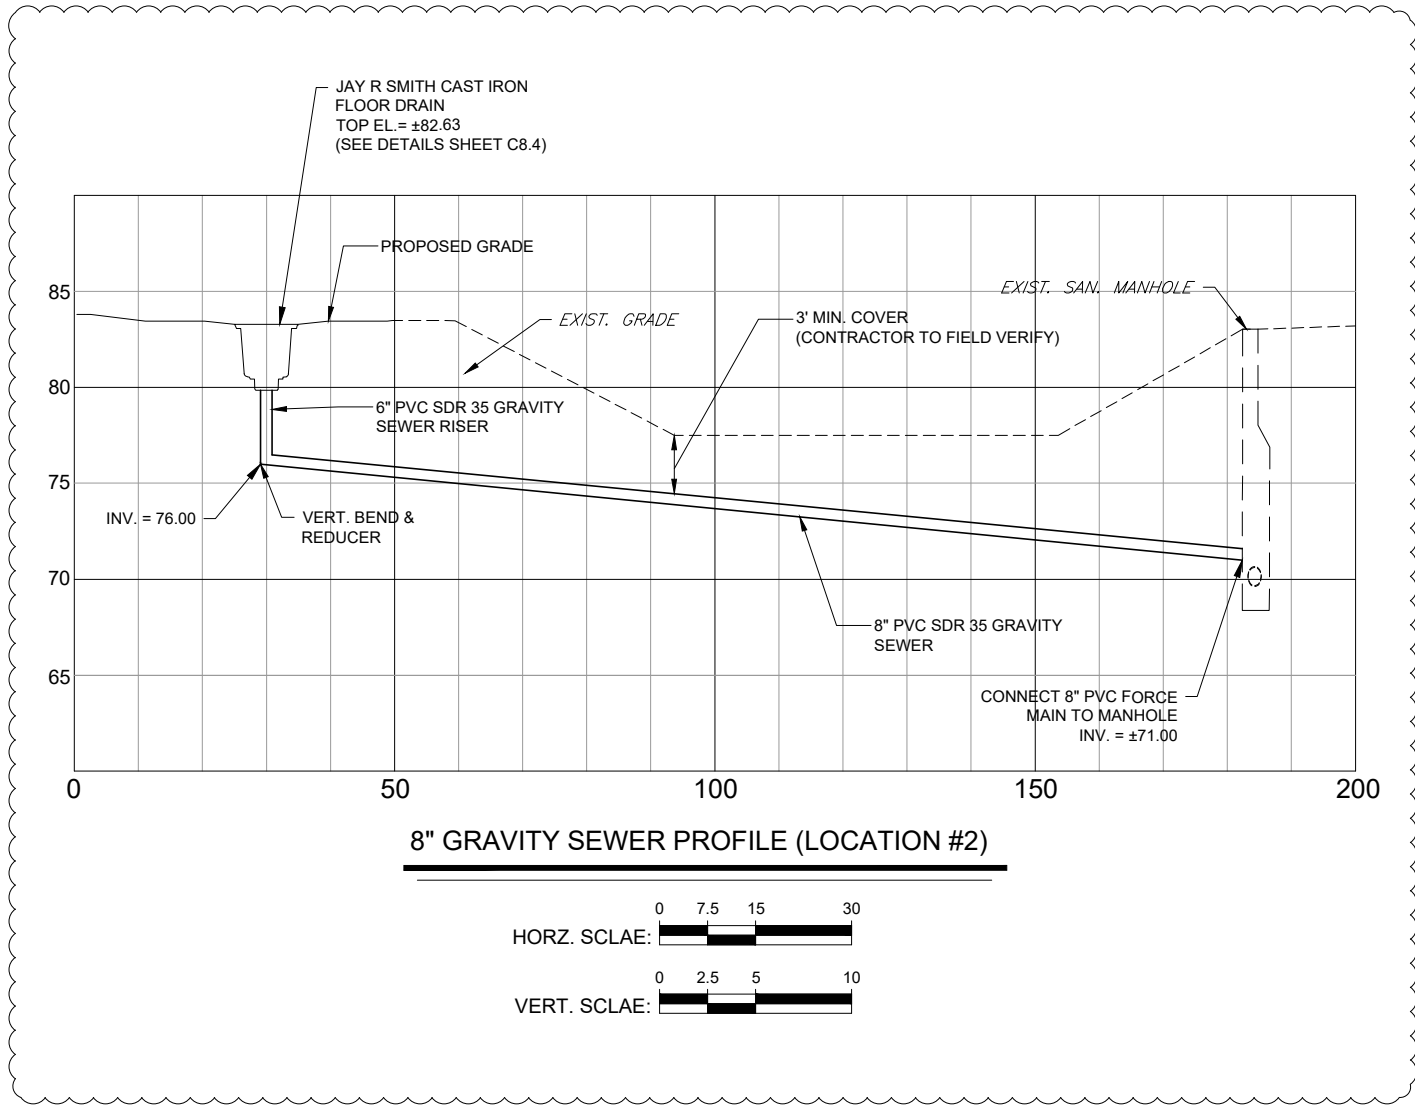 JAY R SMITH CAST IRON
FLOOR DRAIN
TOP EL.= ±82.63
(SEE DETAILS SHEET C8.4)
PROPOSED GRADE
EXIST. GRADE
3' MIN. COVER
(CONTRACTOR TO FIELD VERIFY)
EXIST. SAN. MANHOLE
85
80
75
70
65
6" PVC SDR 35 GRAVITY
SEWER RISER
INV. = 76.00
VERT. BEND &
REDUCER
8" PVC SDR 35 GRAVITY
SEWER
CONNECT 8" PVC FORCE
MAIN TO MANHOLE
INV. = ±71.00
0 50 100 150 200
8" GRAVITY SEWER PROFILE (LOCATION #2)
0 7.5 15 30
HORZ. SCLAE:
0 2.5 5 10
VERT. SCLAE: